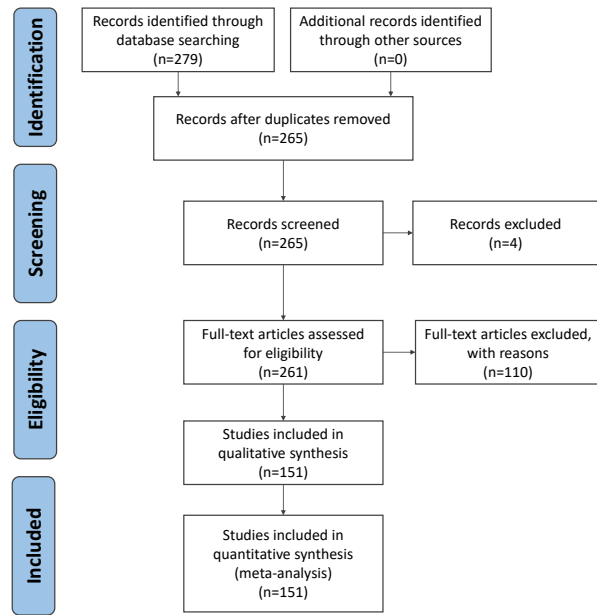 Identification
Records identified through
database searching
(n=279)
Additional records identified
through other sources
(n=0)
Records after duplicates removed
(n=265)
Screening
Records screened
(n=265)
Records excluded
(n=4)
Eligibility
Full-text articles assessed
for eligibility
(n=261)
Full-text articles excluded,
with reasons
(n=110)
Studies included in
qualitative synthesis
(n=151)
Included
Studies included in
quantitative synthesis
(meta-analysis)
(n=151)